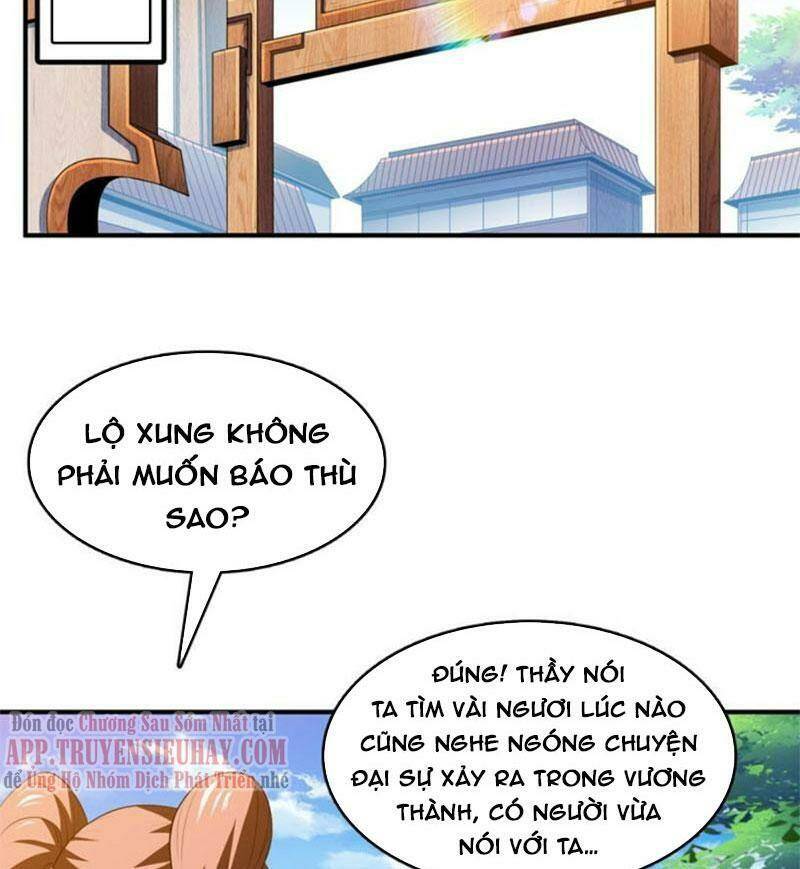 LỘ XUNG KHÔNG
PHẢI MUỐN BÁO THÙ
SAO?
ĐÚNG! THẦY NÓI
TA TÌM VÀI NGƯƠI LÚC NÀO
CŨNG NGHE NGÓNG CHUYỆN
ĐẠI SỰ XẢY RA TRONG VƯƠNG
THÀNH, CÓ NGƯỜI VỪA
NÓI VỚI TA...
Đón đọc Chương Sau Sớm Nhất tại
APP.TRUYENSIEUHAY.COM
để Ủng Hộ Nhóm Dịch Phát Triển nhé